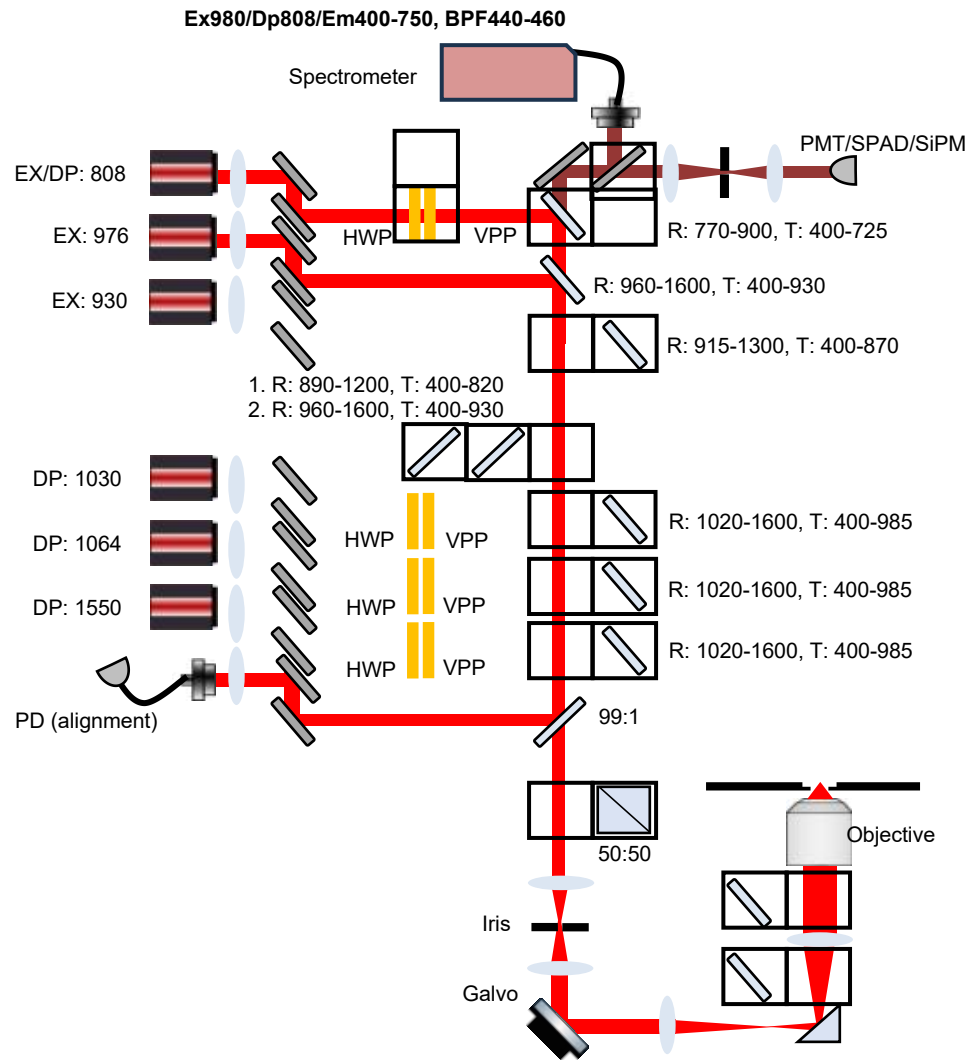 Ex980/Dp808/Em400-750, BPF440-460
Spectrometer
PMT/SPAD/SiPM
EX/DP: 808
HWP
VPP
R: 770-900, T: 400-725
EX: 976
R: 960-1600, T: 400-930
EX: 930
R: 915-1300, T: 400-870
1. R: 890-1200, T: 400-820
2. R: 960-1600, T: 400-930
DP: 1030
HWP
VPP
R: 1020-1600, T: 400-985
DP: 1064
HWP
VPP
R: 1020-1600, T: 400-985
DP: 1550
HWP
VPP
R: 1020-1600, T: 400-985
PD (alignment)
99:1
50:50
Objective
Iris
Galvo